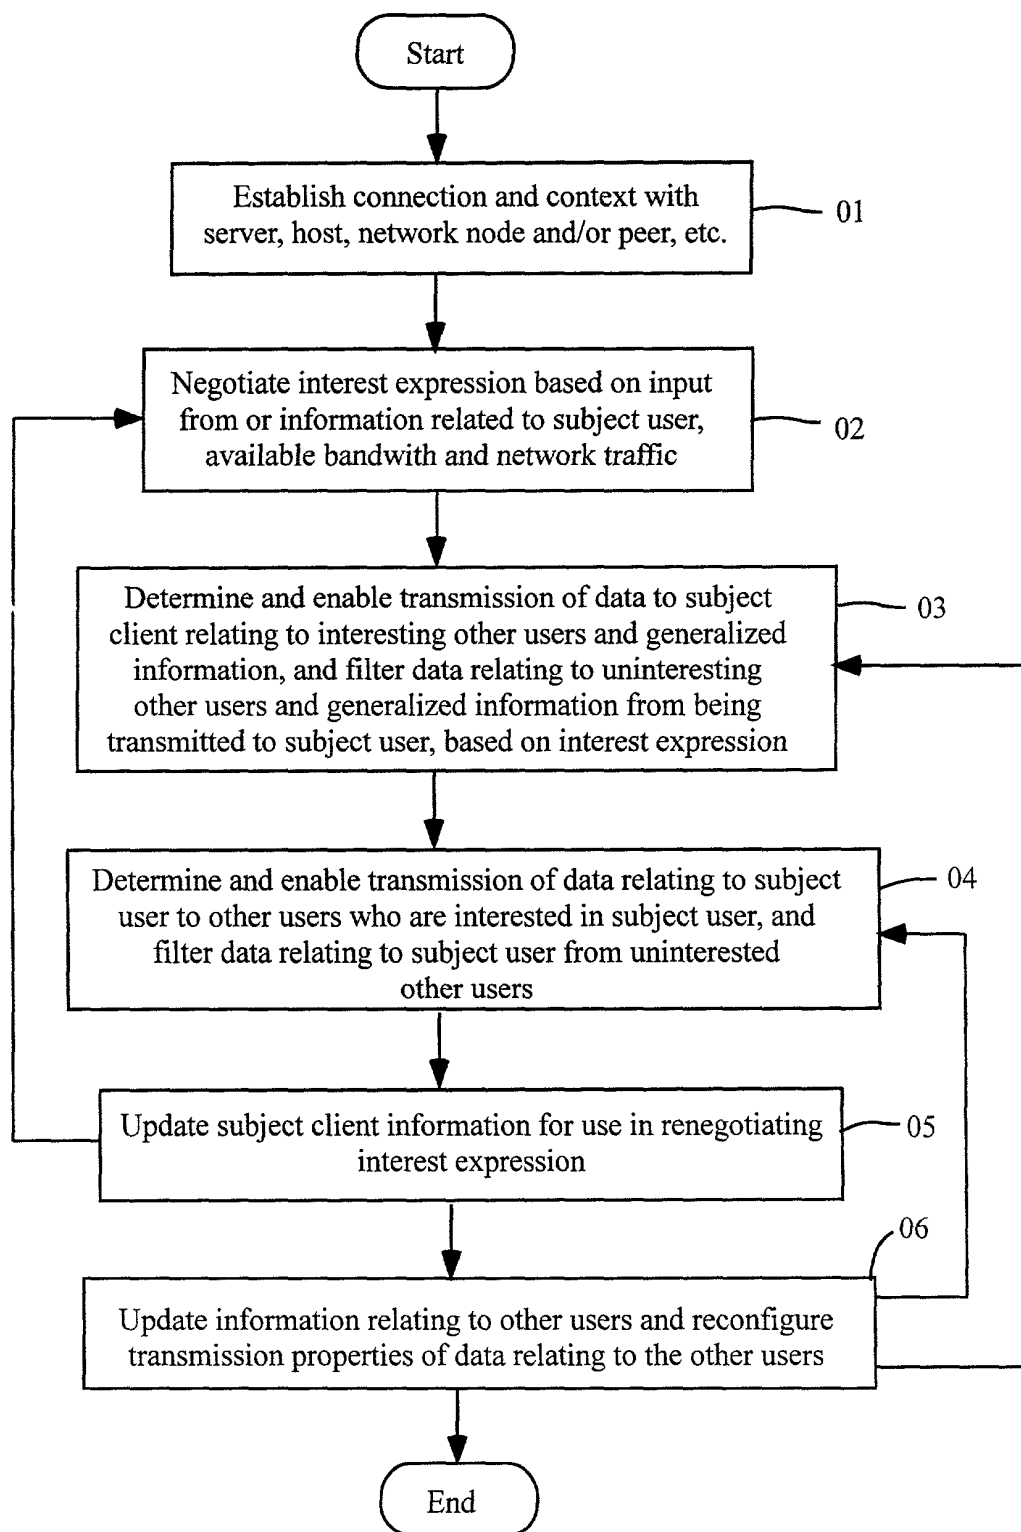 Start
Establish connection and context with
server, host, network node and/or peer, etc.
01
Negotiate interest expression based on input
from or information related to subject user,
available bandwith and network traffic
02
Determine and enable transmission of data to subject
client relating to interesting other users and generalized
information, and filter data relating to uninteresting
other users and generalized information from being
transmitted to subject user, based on interest expression
03
Determine and enable transmission of data relating to subject
user to other users who are interested in subject user, and
filter data relating to subject user from uninterested
other users
04
Update subject client information for use in renegotiating
interest expression
05
06
Update information relating to other users and reconfigure
transmission properties of data relating to the other users
End